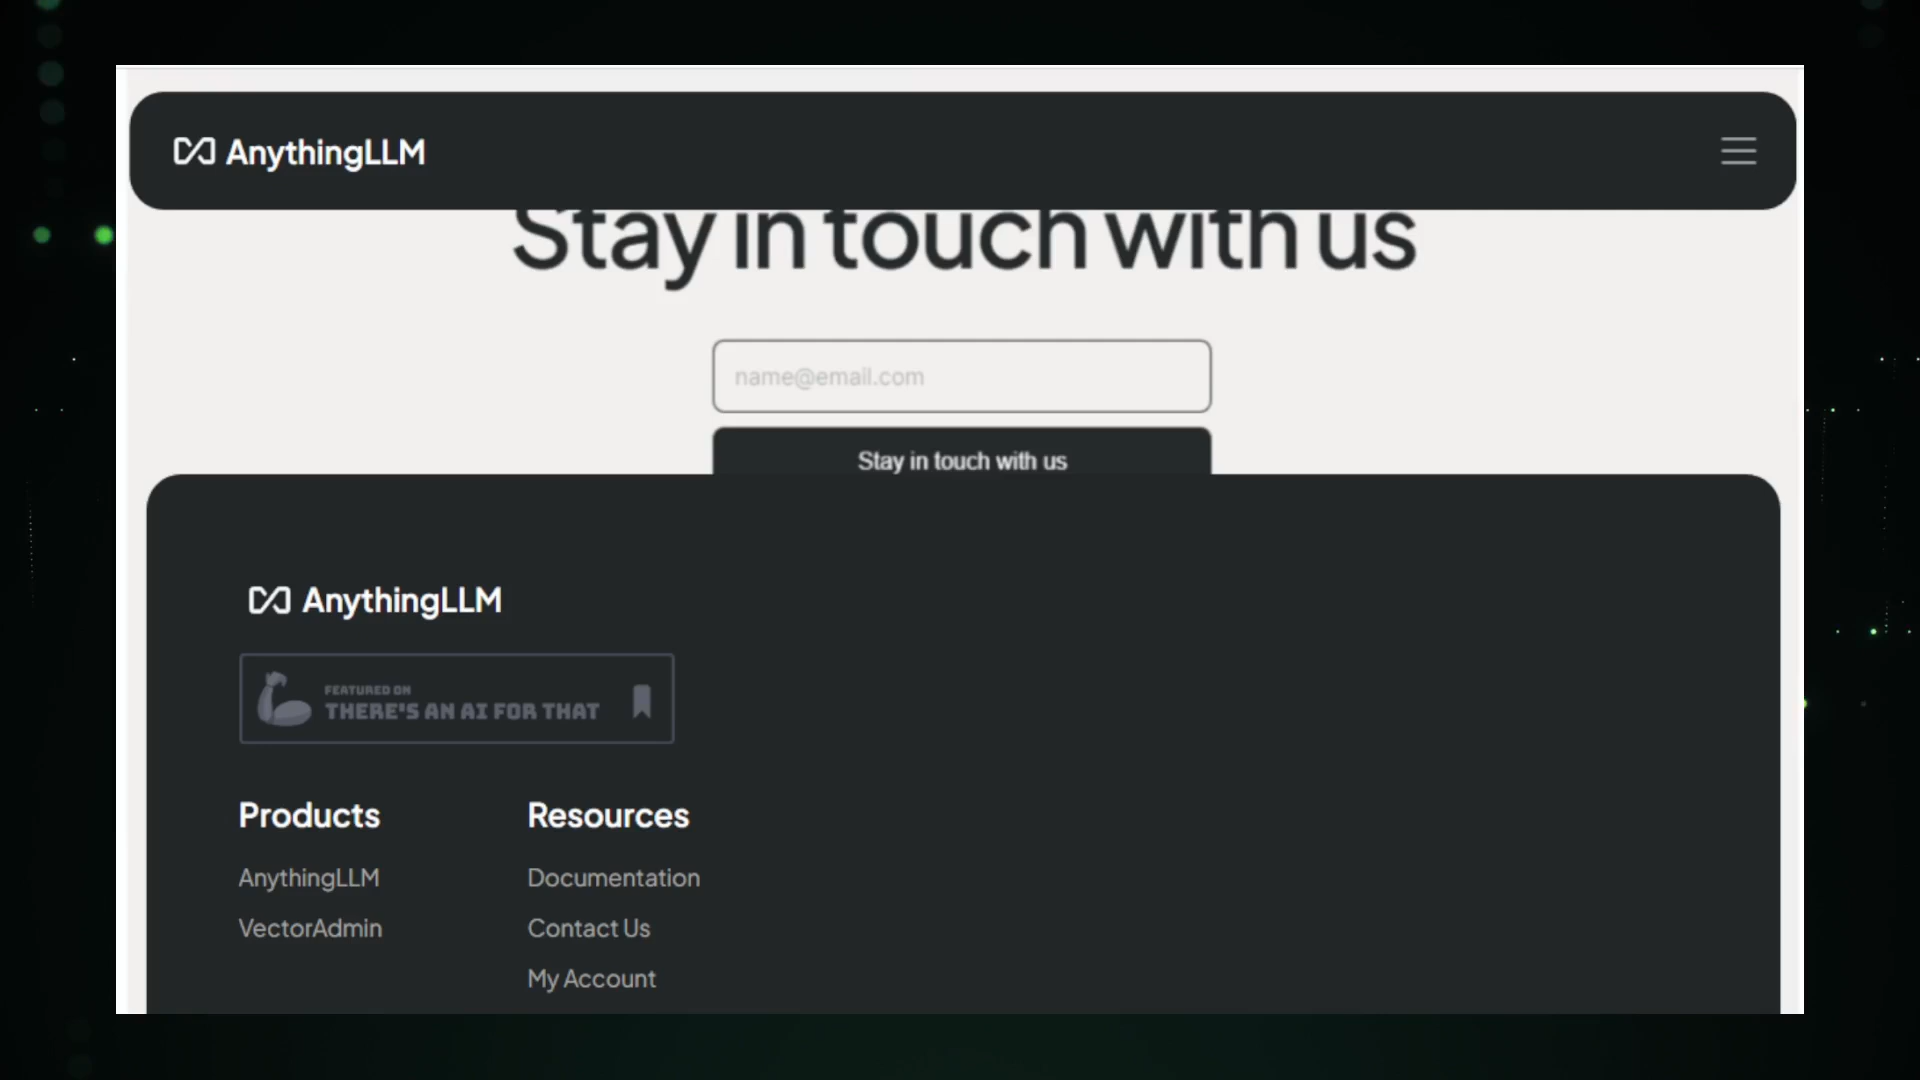 AnythingLLM
Stay in touch with us
name@email.com
Stay in touch with us
AnythingLLM
FEATURED ON
THERE'S AN AI FOR THAT
Products
Resources
AnythingLLM
Documentation
VectorAdmin
Contact Us
My Account